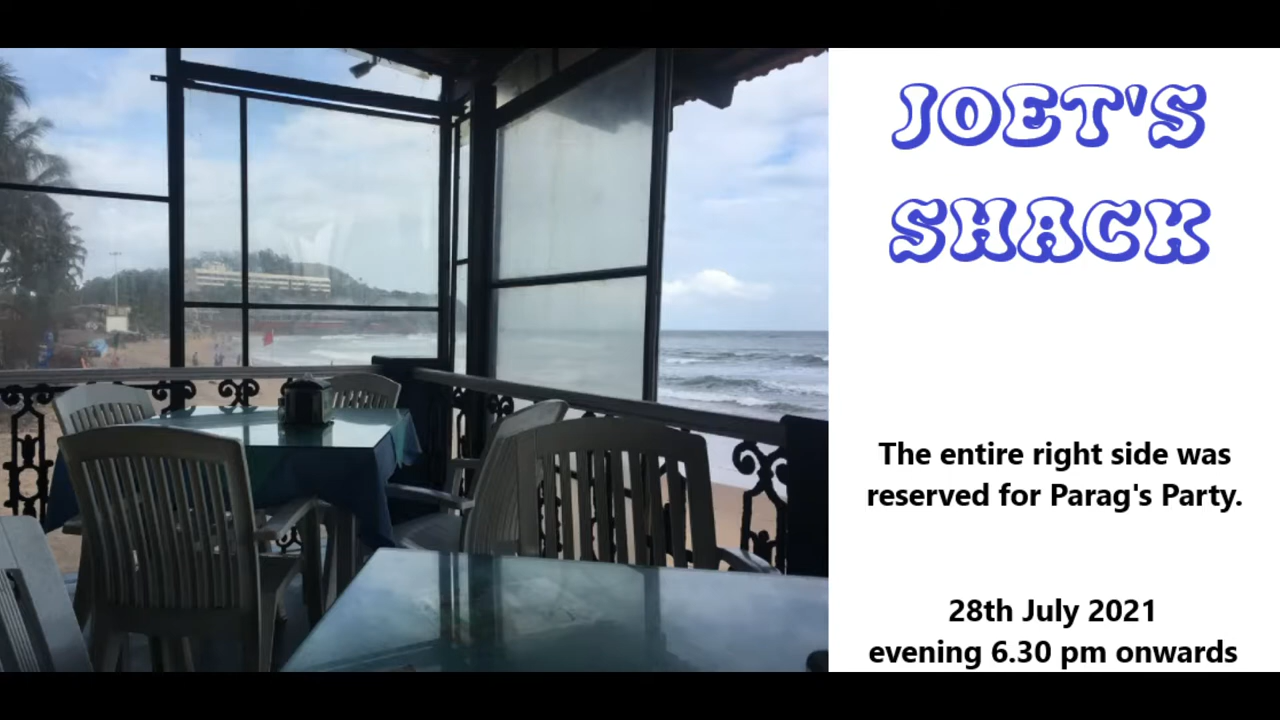 JOET'S
SHACK
The entire right side was
reserved for Parag's Party.
28th July 2021
evening 6.30 pm onwards